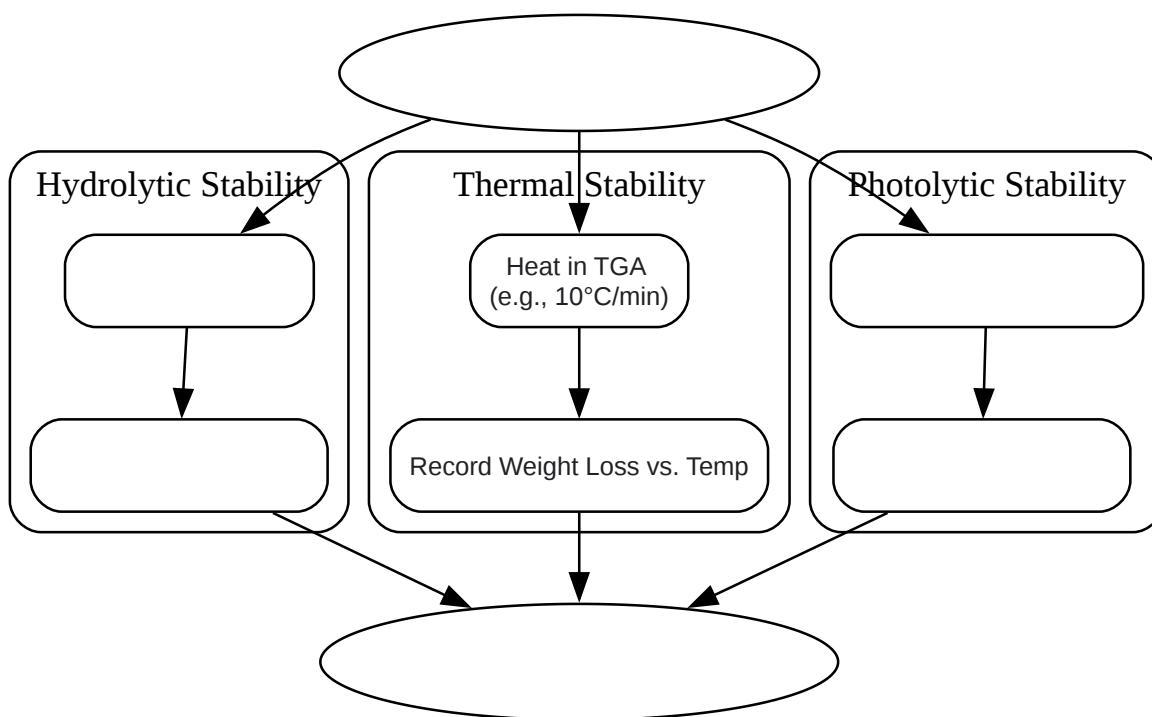 Hydrolytic Stability
Thermal Stability
Photolytic Stability
Heat in TGA
(e.g., 10°C/min)
Record Weight Loss vs. Temp